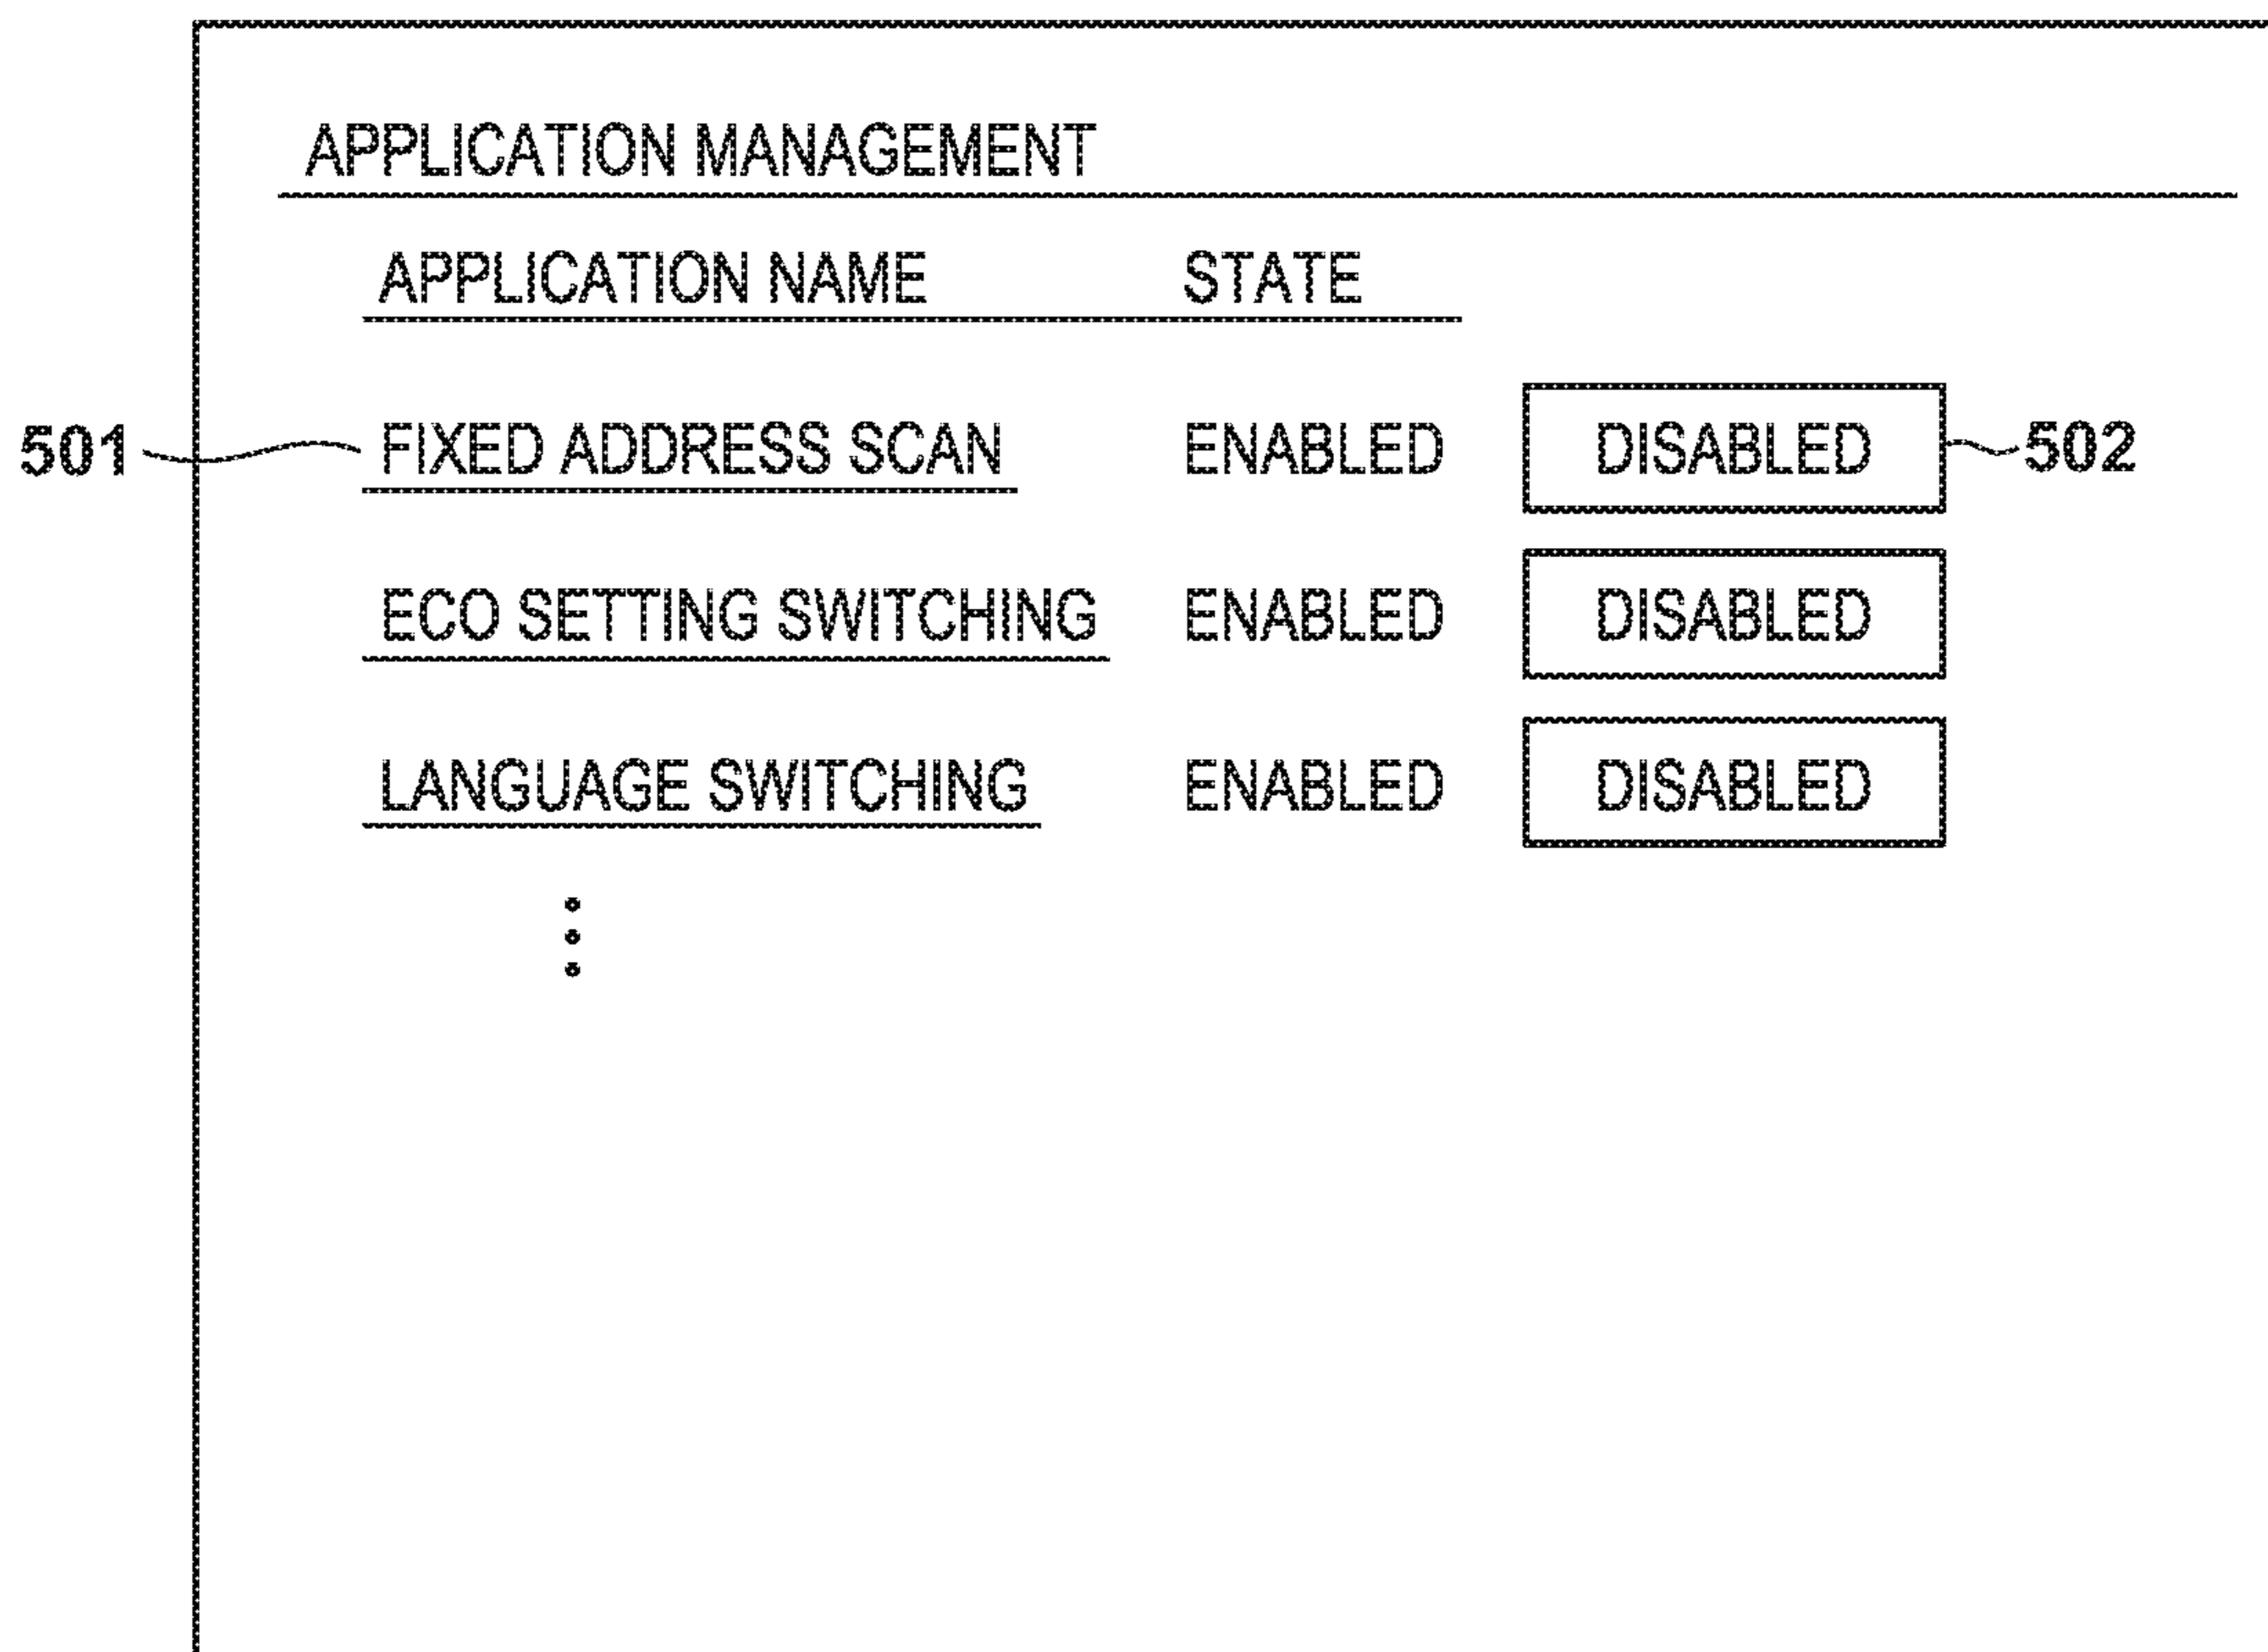 APPLICATION MANAGEMENT
APPLICATION NAME STATE
501 FIXED ADDRESS SCAN ENABLED DISABLED 502
ECO SETTING SWITCHING ENABLED DISABLED
LANGUAGE SWITCHING ENABLED DISABLED